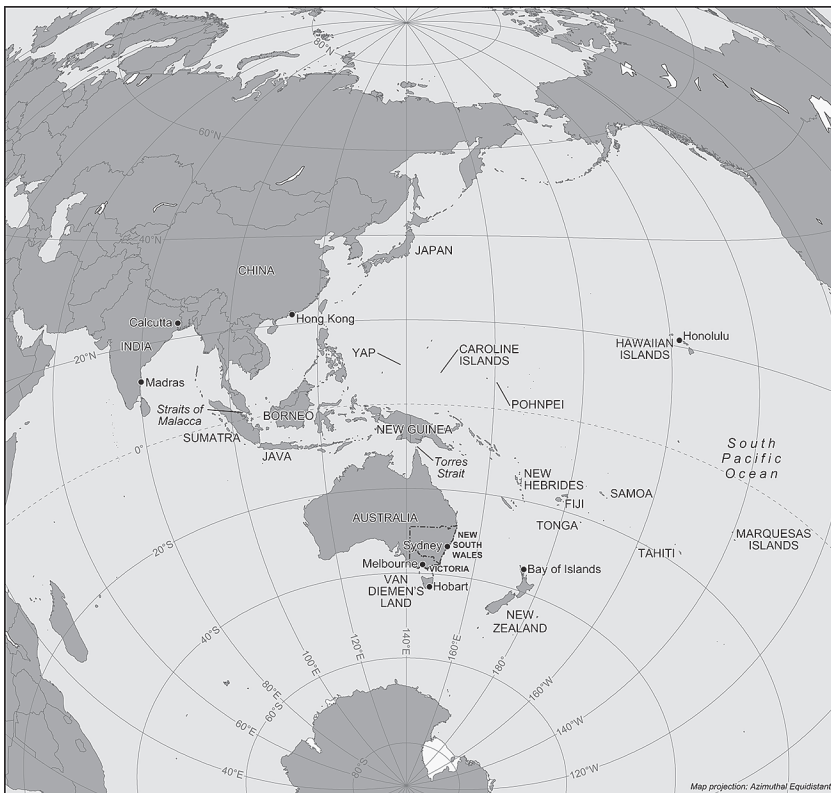 80°N
60°N
40°N
JAPAN
CHINA
Calcutta
Hong Kong
Honolulu
HAWAIIAN
ISLANDS
INDIA
20°N
YAP
CAROLINE
ISLANDS
Madras
POHNPEI
Straits of
Malacca
BORNEO
NEW GUINEA
SUMATRA
0°
JAVA
Torres
Strait
South
Pacific
Ocean
NEW
HEBRIDES
SAMOA
FIJI
AUSTRALIA
TONGA
NEW
SOUTH
WALES
Sydney
MARQUESAS
ISLANDS
20°S
TAHITI
Melbourne
VICTORIA
Bay of Islands
VAN
DIEMEN'S
LAND
Hobart
NEW
ZEALAND
40°S
100°E
120°E
140°E
160°E
180°
160°W
80°E
60°S
60°E
140°W
40°E
80°S
120°W
Map projection: Azimuthal Equidistant